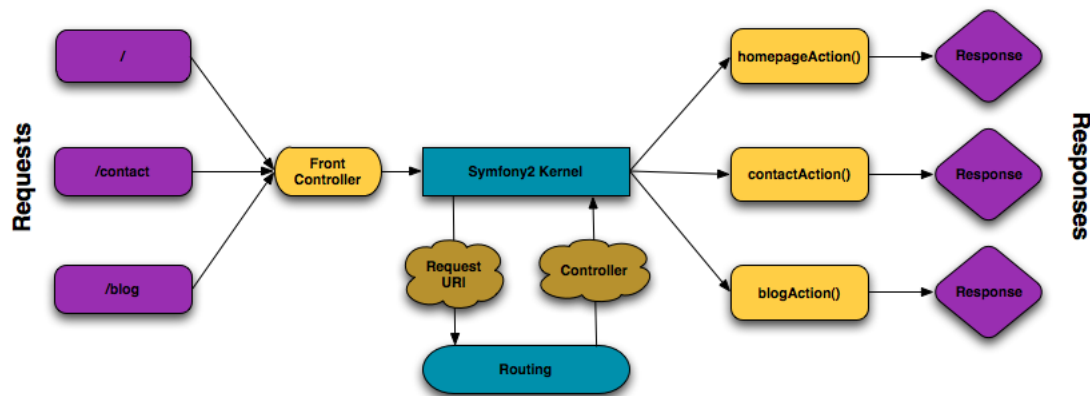 Requests
/
/contact
/blog
Front
Controller
Symfony2 Kernel
Request
URI
Controller
Routing
homepageAction()
contactAction()
blogAction()
Response
Response
Response
Responses